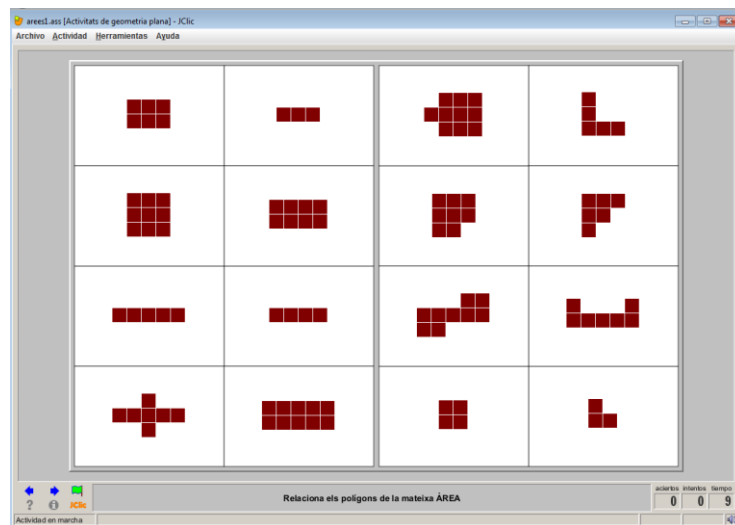 arees1.ass [Activitats de geometria plana] - JClic
Archivo Actividad Herramientas Ayuda
Relaciona els polígons de la mateixa ÀREA
aciertos intentos tiempo
0 0 9
? JClic
Actividad en marcha